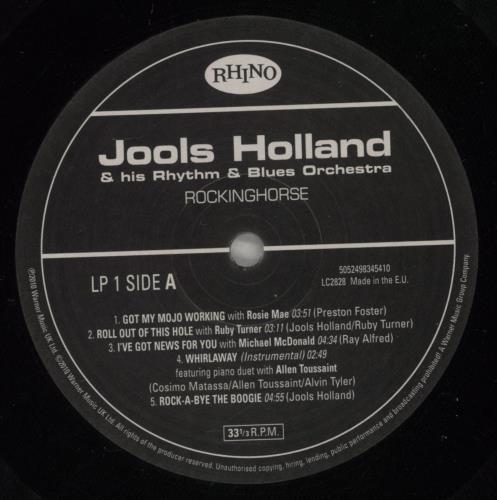 RHINO
Jools Holland
& his Rhythm & Blues Orchestra
ROCKINGHORSE
LP 1 SIDE A
5052498345410
LC2828 Made in the E.U.
1. GOT MY MOJO WORKING with Rosie Mae 03:51 (Preston Foster)
2. ROLL OUT OF THIS HOLE with Ruby Turner 03:11 (Jools Holland/Ruby Turner)
3. I'VE GOT NEWS FOR YOU with Michael McDonald 04:34 (Ray Alfred)
4. WHIRLAWAY (Instrumental) 02:49
featuring piano duet with Allen Toussaint
(Cosimo Matassa/Allen Toussaint/Alvin Tyler)
5. ROCK-A-BYE THE BOOGIE 04:55 (Jools Holland)
33 1/3 R.P.M.
℗2010 Warner Music UK Ltd. ©2010 Warner Music UK Ltd. All rights of the producer reserved. Unauthorised copying, hiring, lending, public performance and broadcasting prohibited! A Warner Music Group Company.